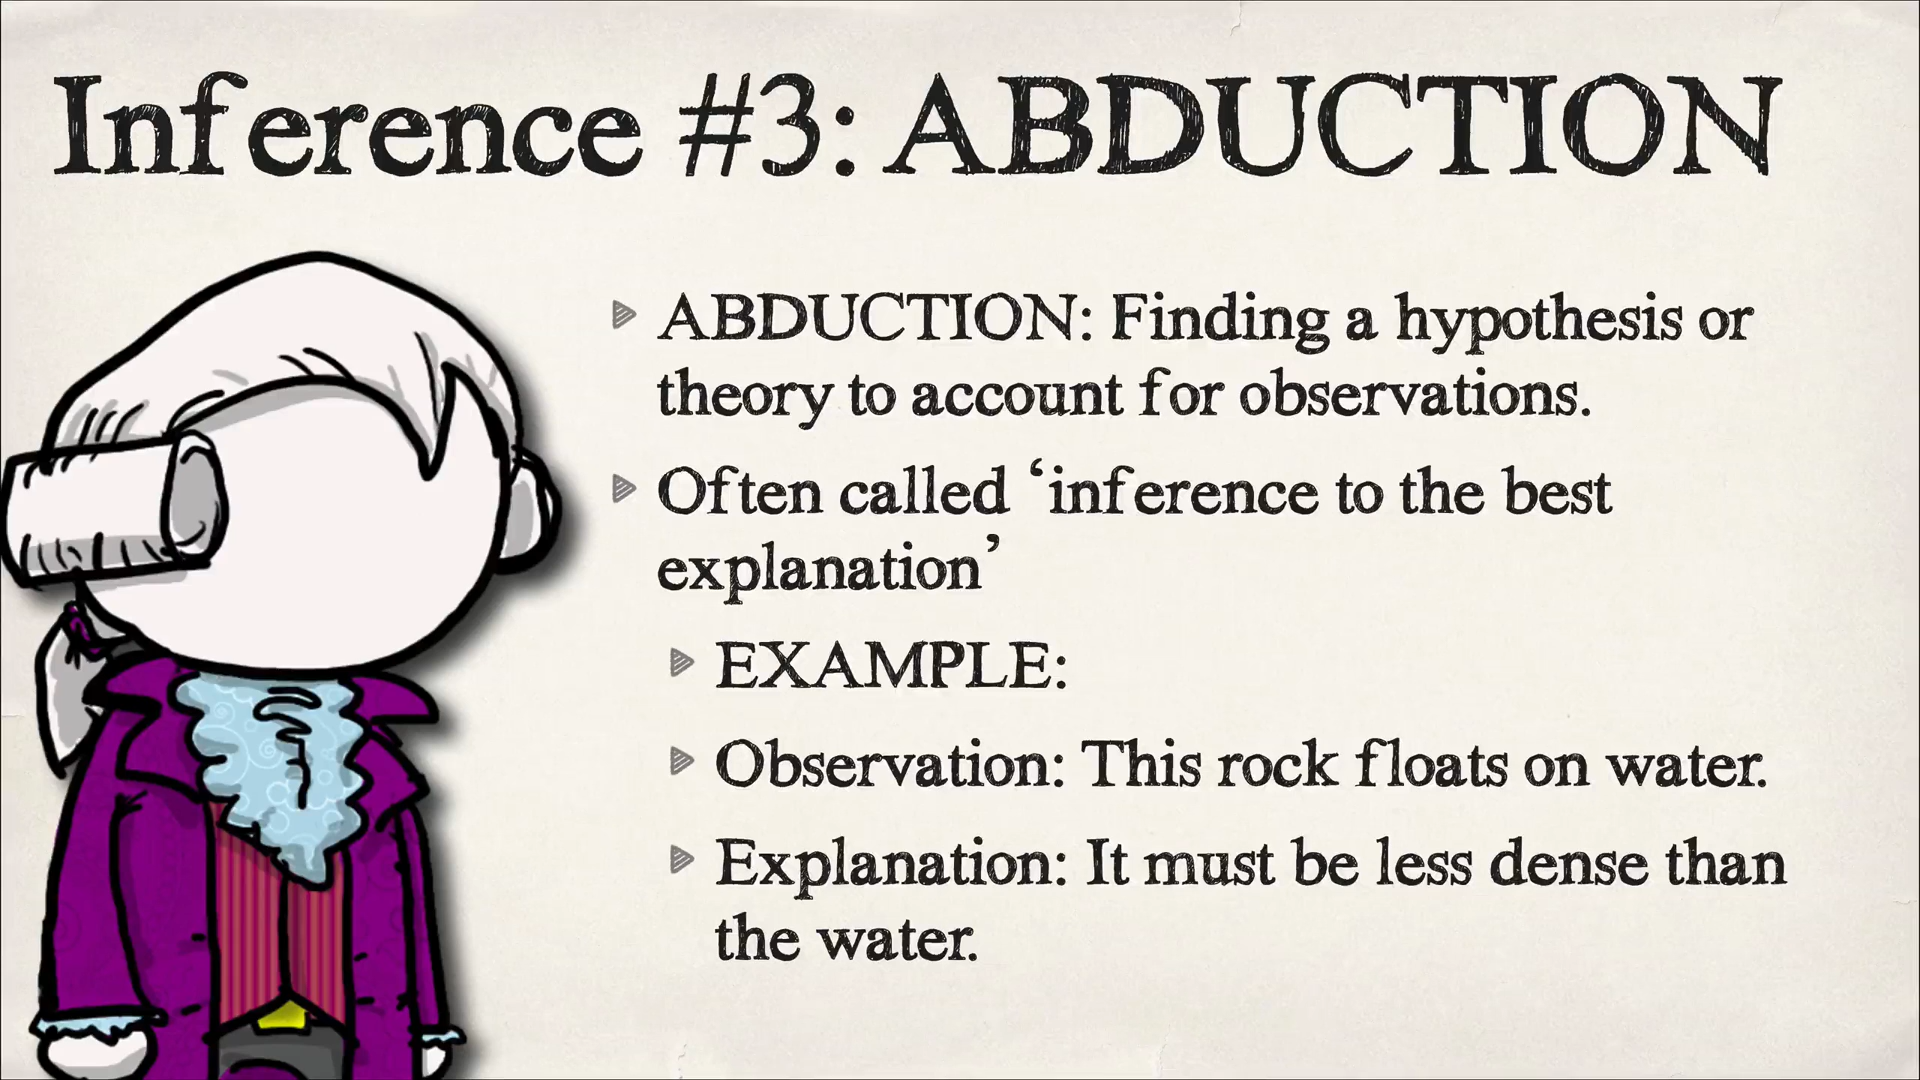 Inference #3: ABDUCTION
ABDUCTION: Finding a hypothesis or
theory to account for observations.
Often called ‘inference to the best
explanation’
EXAMPLE:
Observation: This rock floats on water.
Explanation: It must be less dense than
the water.